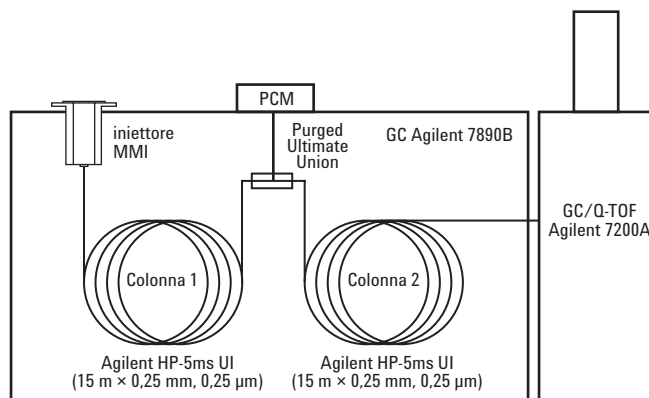 PCM
iniettore
MMI
Purged
Ultimate
Union
GC Agilent 7890B
GC/Q-TOF
Agilent 7200A
Colonna 1
Colonna 2
Agilent HP-5ms UI
(15 m × 0,25 mm, 0,25 µm)
Agilent HP-5ms UI
(15 m × 0,25 mm, 0,25 µm)